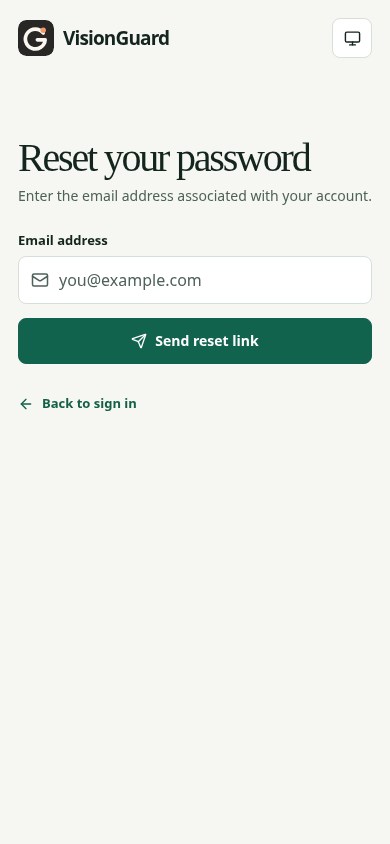 VisionGuard
Reset your password
Enter the email address associated with your account.
Email address
you@example.com
Send reset link
Back to sign in